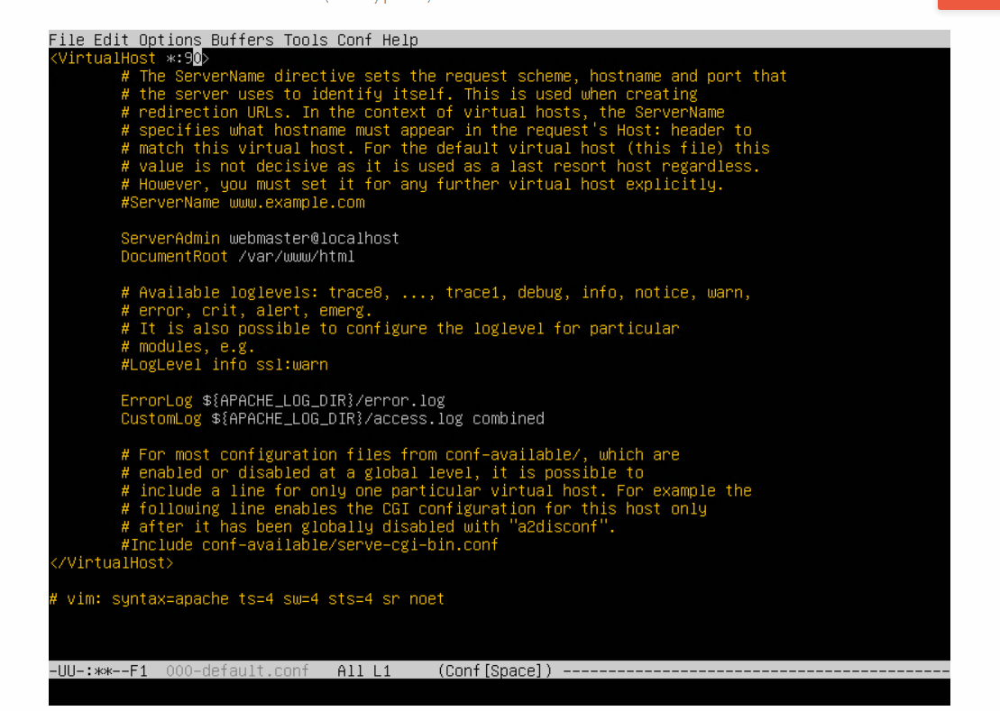 File Edit Options Buffers Tools Conf Help
<VirtualHost *:90>
# The ServerName directive sets the request scheme, hostname and port that
# the server uses to identify itself. This is used when creating
# redirection URLs. In the context of virtual hosts, the ServerName
# specifies what hostname must appear in the request's Host: header to
# match this virtual host. For the default virtual host (this file) this
# value is not decisive as it is used as a last resort host regardless.
# However, you must set it for any further virtual host explicitly.
#ServerName www.example.com
ServerAdmin webmaster@localhost
DocumentRoot /var/www/html
# Available loglevels: trace8, ..., trace1, debug, info, notice, warn,
# error, crit, alert, emerg.
# It is also possible to configure the loglevel for particular
# modules, e.g.
#LogLevel info ssl:warn
ErrorLog ${APACHE_LOG_DIR}/error.log
CustomLog ${APACHE_LOG_DIR}/access.log combined
# For most configuration files from conf-available/, which are
# enabled or disabled at a global level, it is possible to
# include a line for only one particular virtual host. For example the
# following line enables the CGI configuration for this host only
# after it has been globally disabled with "a2disconf".
#Include conf-available/serve-cgi-bin.conf
</VirtualHost>
# vim: syntax=apache ts=4 sw=4 sts=4 sr noet
-UU-:**--F1  000-default.conf   All L1     (Conf[Space]) -------------------------------------------